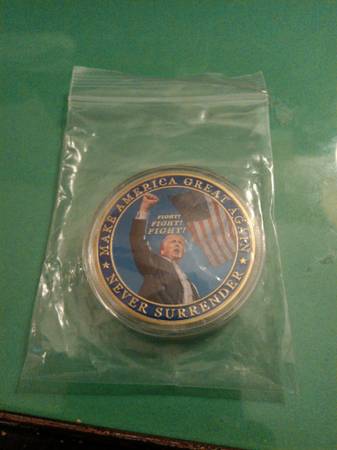 ★ MAKE AMERICA GREAT AGAIN ★
FIGHT!
FIGHT!
FIGHT!
NEVER SURRENDER